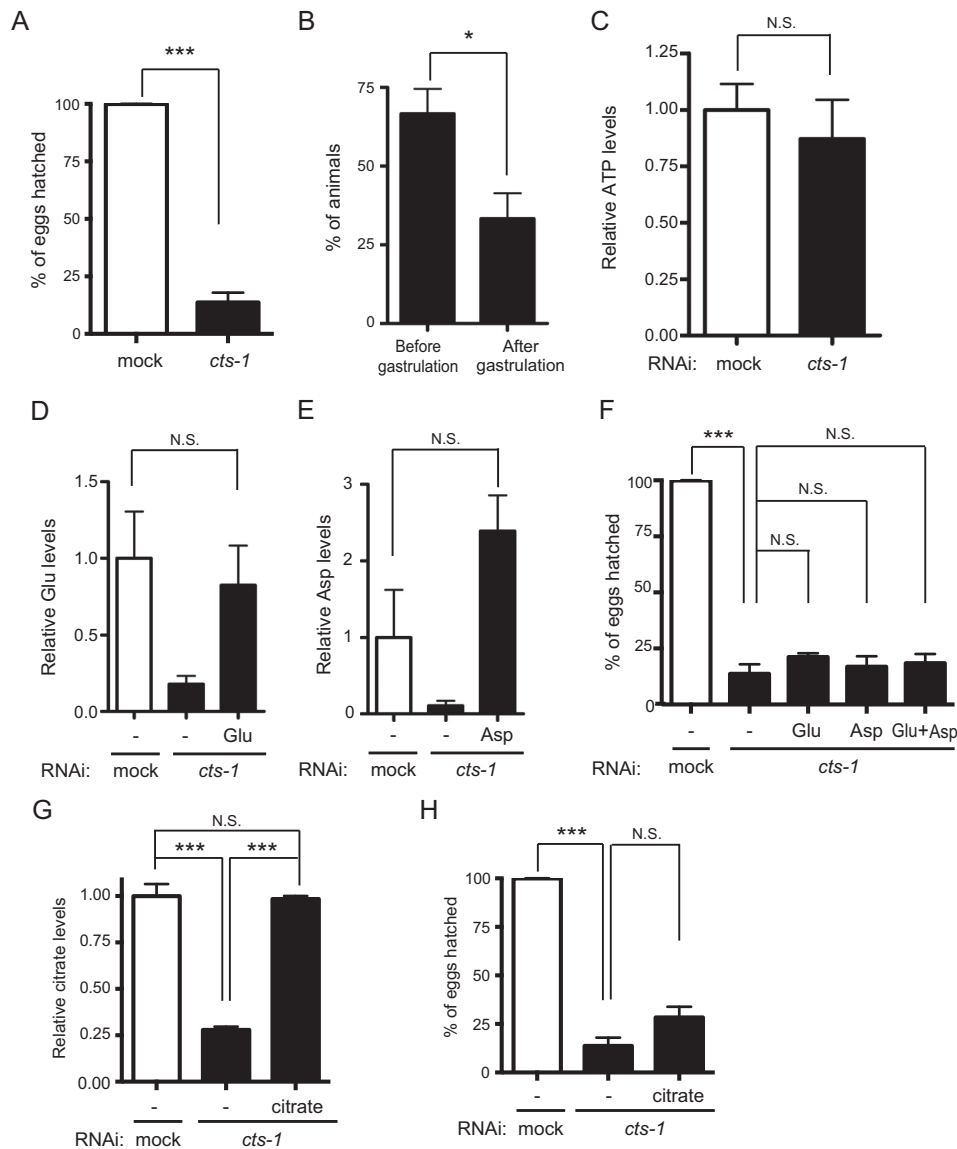 A
***
% of eggs hatched
100
75
50
25
0
mock
cts-1
B
*
% of animals
75
50
25
0
Before gastrulation
After gastrulation
C
N.S.
Relative ATP levels
1.25
1.00
0.75
0.50
0.25
0.00
RNAi: mock cts-1
D
N.S.
Relative Glu levels
1.5
1.0
0.5
0.0
- - Glu
RNAi: mock cts-1
E
N.S.
Relative Asp levels
3
2
1
0
- - Asp
RNAi: mock cts-1
F
***
N.S.
N.S.
N.S.
% of eggs hatched
100
75
50
25
0
- - Glu Asp Glu+Asp
RNAi: mock cts-1
G
N.S.
*** ***
Relative citrate levels
1.00
0.75
0.50
0.25
0.00
- - citrate
RNAi: mock cts-1
H
*** N.S.
% of eggs hatched
100
75
50
25
0
- - citrate
RNAi: mock cts-1